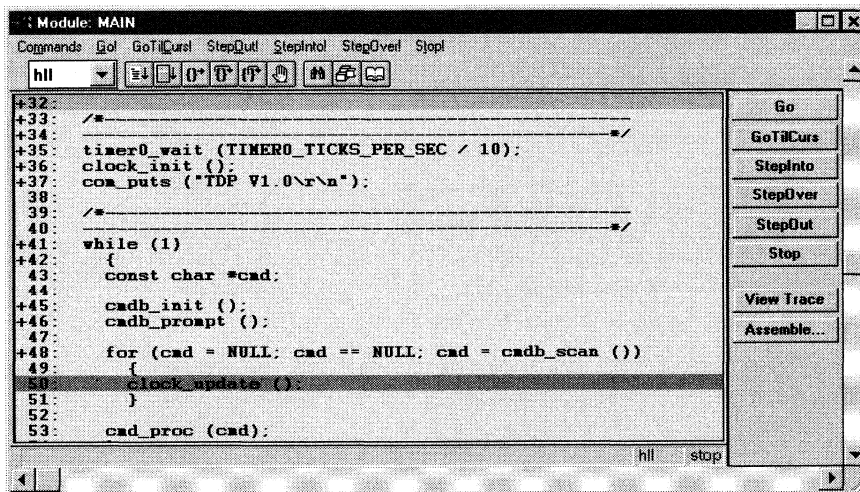 Module: MAIN
Commands Go! GoTilCurs! StepOut! StepInto! StepOver! Stop!
hll
+32:
+33: /*-----------------------------------------------------------
+34: -----------------------------------------------------------*/
+35: timer0_wait (TIMER0_TICKS_PER_SEC / 10);
+36: clock_init ();
+37: com_puts ("TDP V1.0\r\n");
38:
39: /*-----------------------------------------------------------
40: -----------------------------------------------------------*/
+41: while (1)
+42: {
43: const char *cmd;
44:
+45: cmdb_init ();
+46: cmdb_prompt ();
47:
+48: for (cmd = NULL; cmd == NULL; cmd = cmdb_scan ())
49: {
50: clock_update ();
51: }
52:
53: cmd_proc (cmd);
hll stop
Go
GoTilCurs
StepInto
StepOver
StepOut
Stop
View Trace
Assemble...